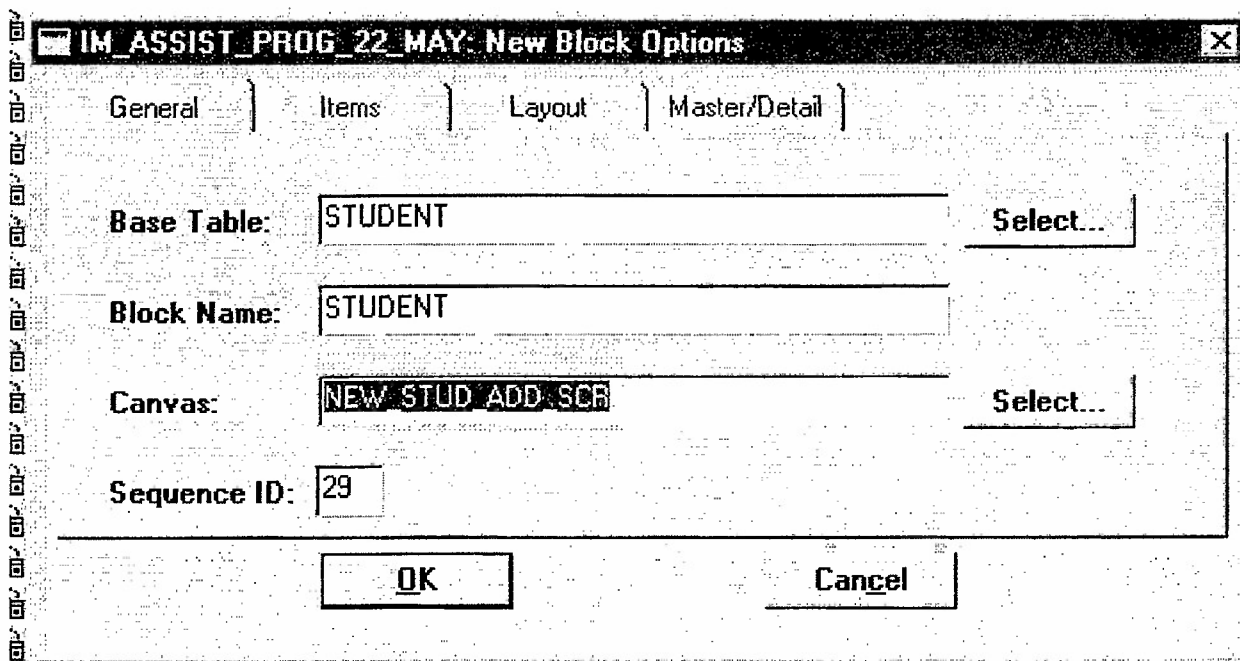 IM_ASSIST_PROG_22_MAY: New Block Options
General Items Layout Master/Detail
Base Table: STUDENT Select...
Block Name: STUDENT
Canvas: NEW_STUD_ADD_SCR Select...
Sequence ID: 29
OK Cancel